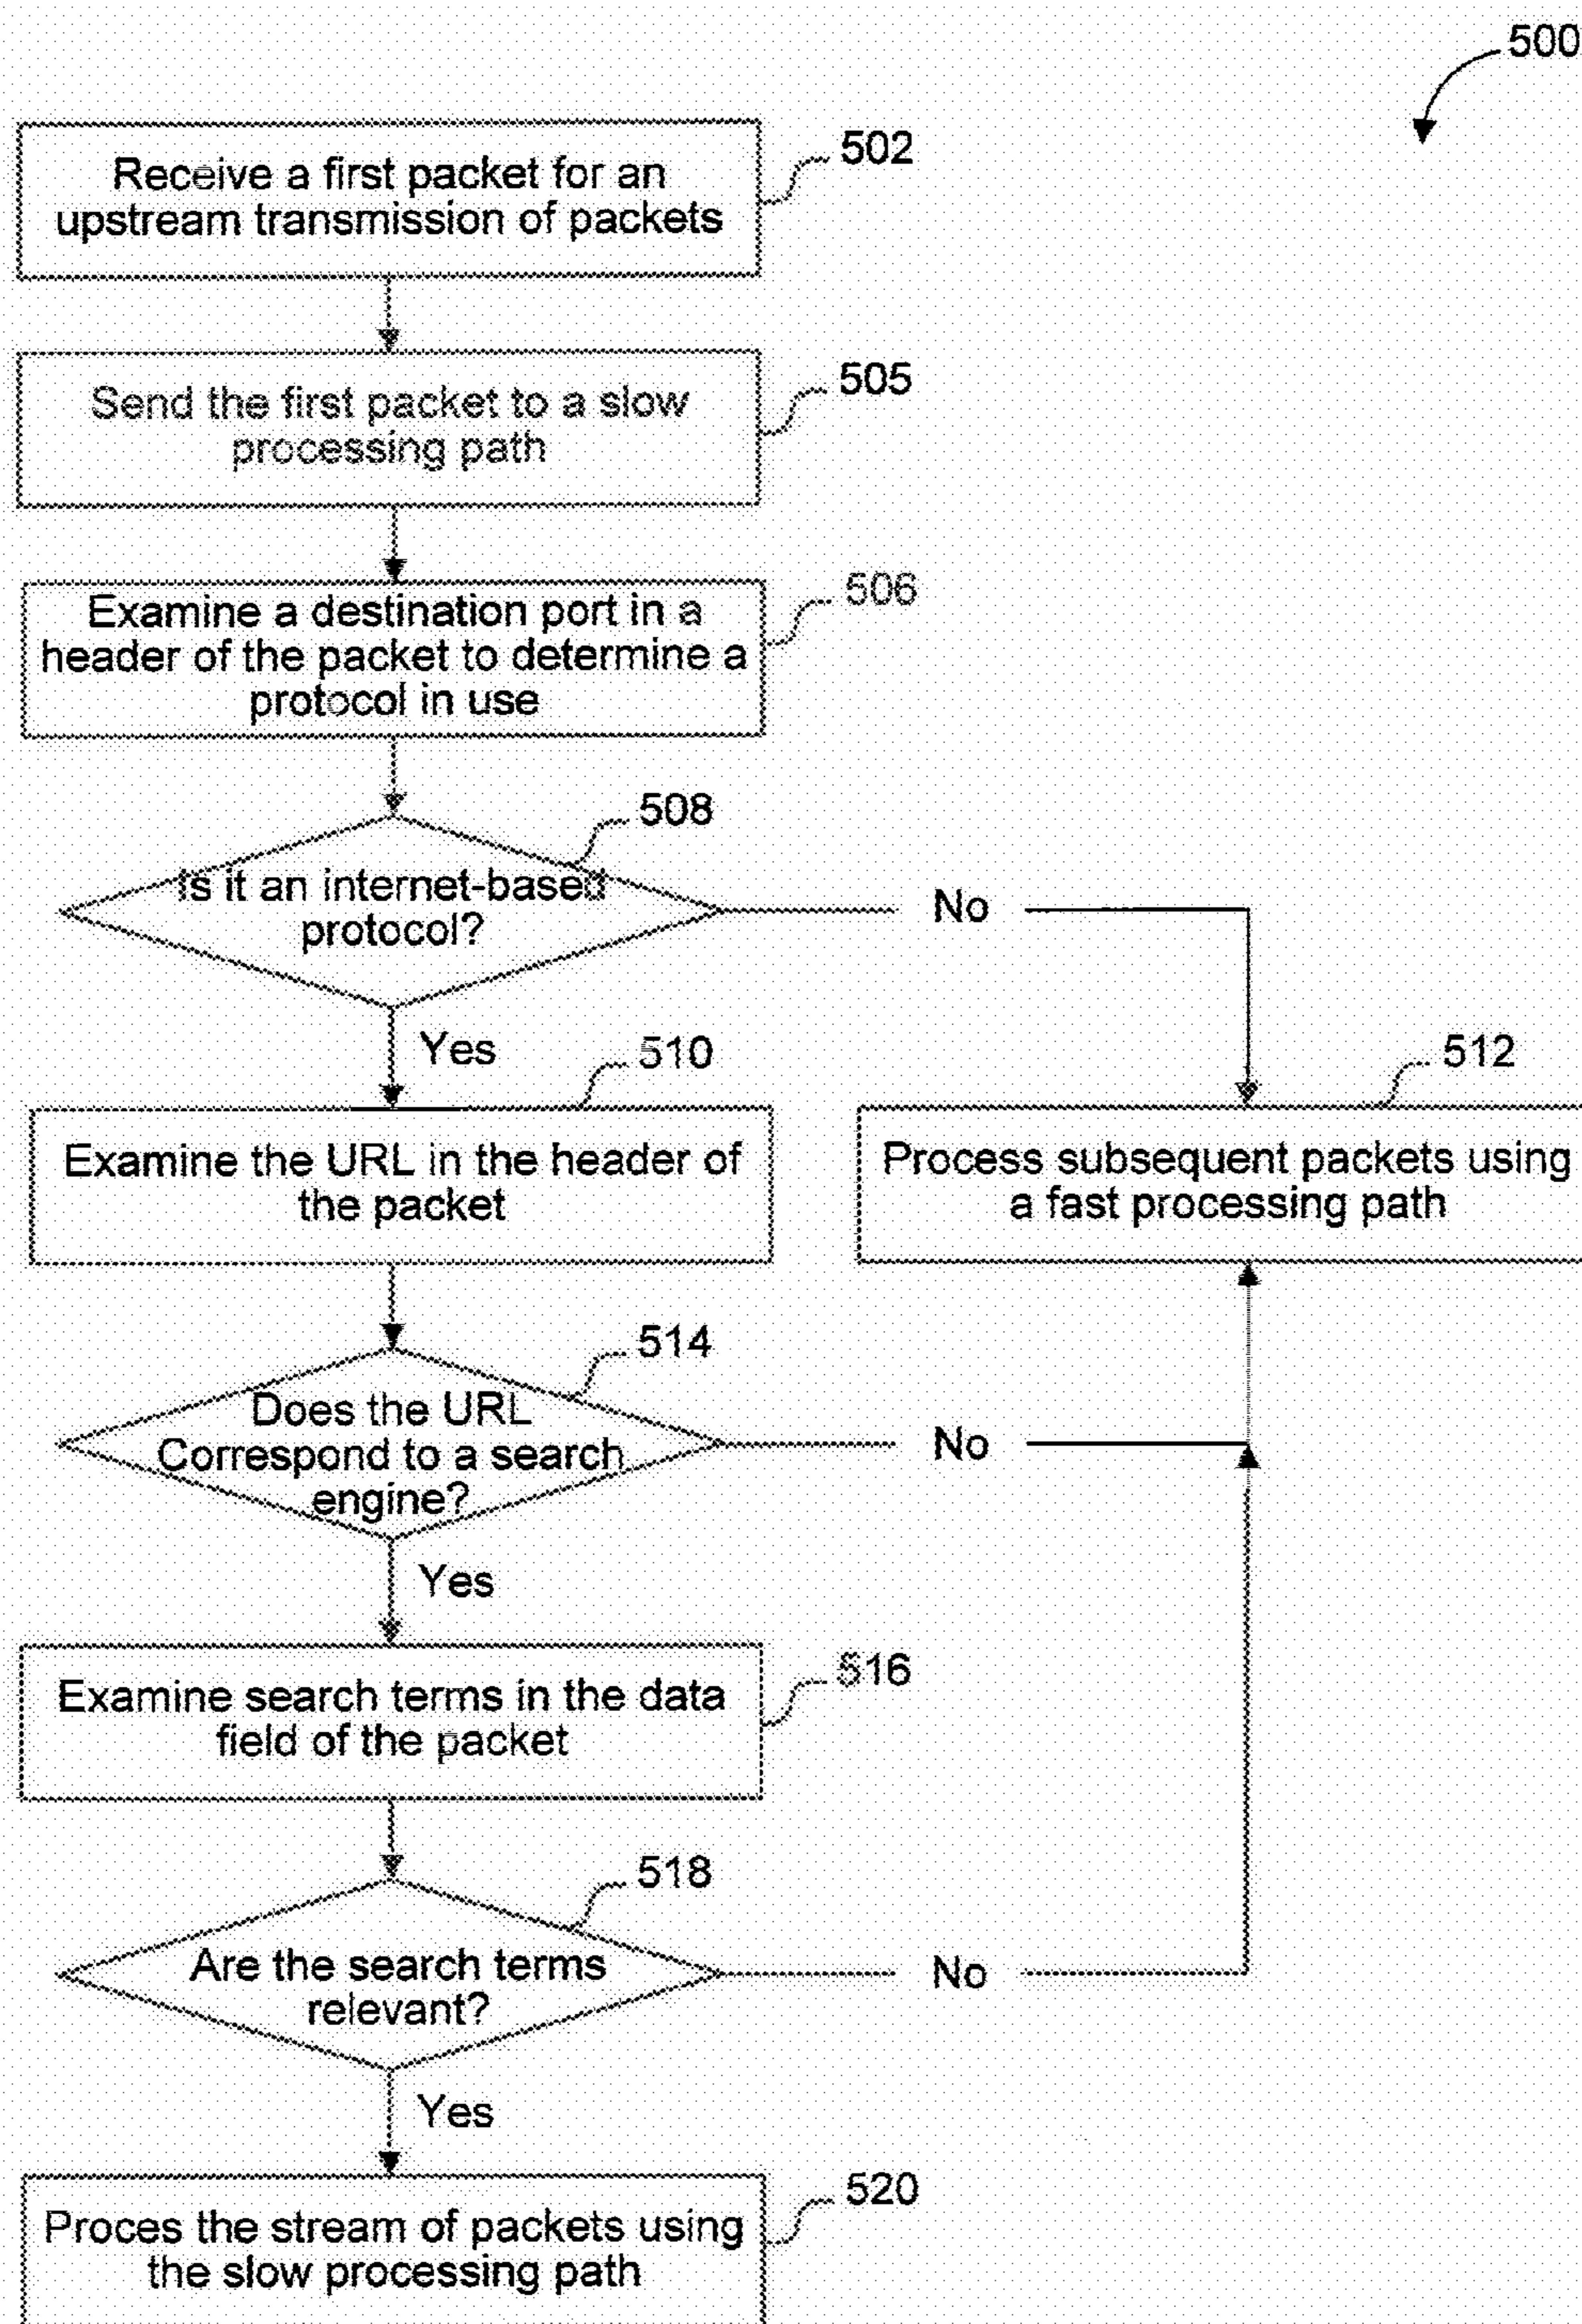 500
Receive a first packet for an
upstream transmission of packets
502
Send the first packet to a slow
processing path
505
Examine a destination port in a
header of the packet to determine a
protocol in use
506
508
Is it an internet-based
protocol?
No
Yes
510
512
Examine the URL in the header of
the packet
Process subsequent packets using
a fast processing path
514
Does the URL
Correspond to a search
engine?
No
Yes
516
Examine search terms in the data
field of the packet
518
Are the search terms
relevant?
No
Yes
520
Proces the stream of packets using
the slow processing path